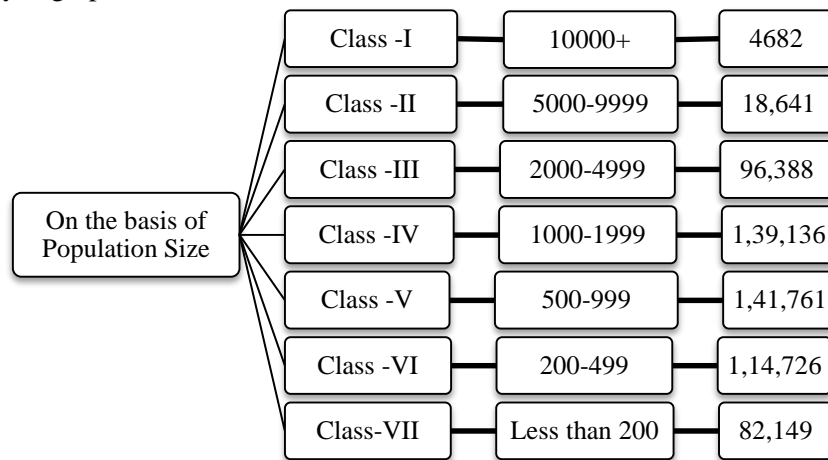 Class -I 10000+ 4682
Class -II 5000-9999 18,641
Class -III 2000-4999 96,388
On the basis of
Population Size
Class -IV 1000-1999 1,39,136
Class -V 500-999 1,41,761
Class -VI 200-499 1,14,726
Class-VII Less than 200 82,149